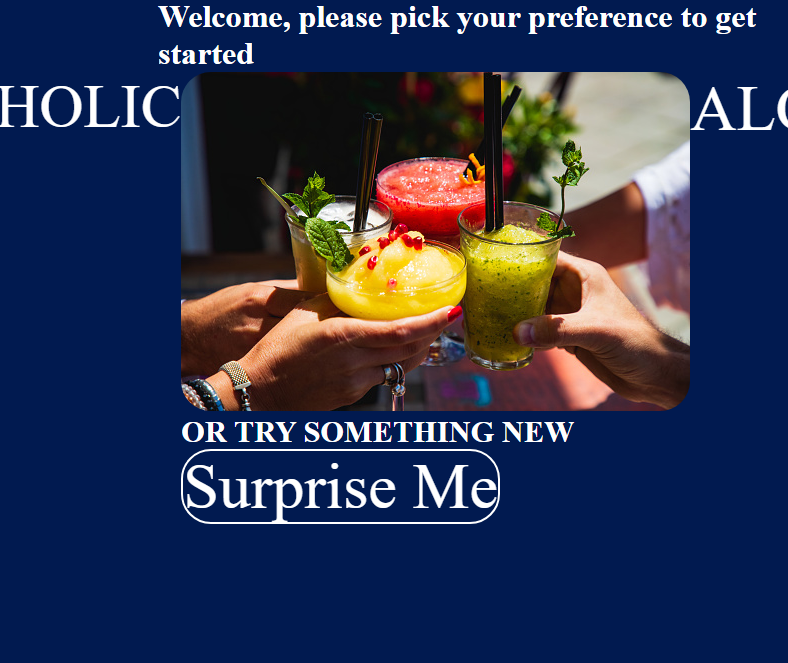 Welcome, please pick your preference to get
started
HOLIC
ALC
OR TRY SOMETHING NEW
Surprise Me